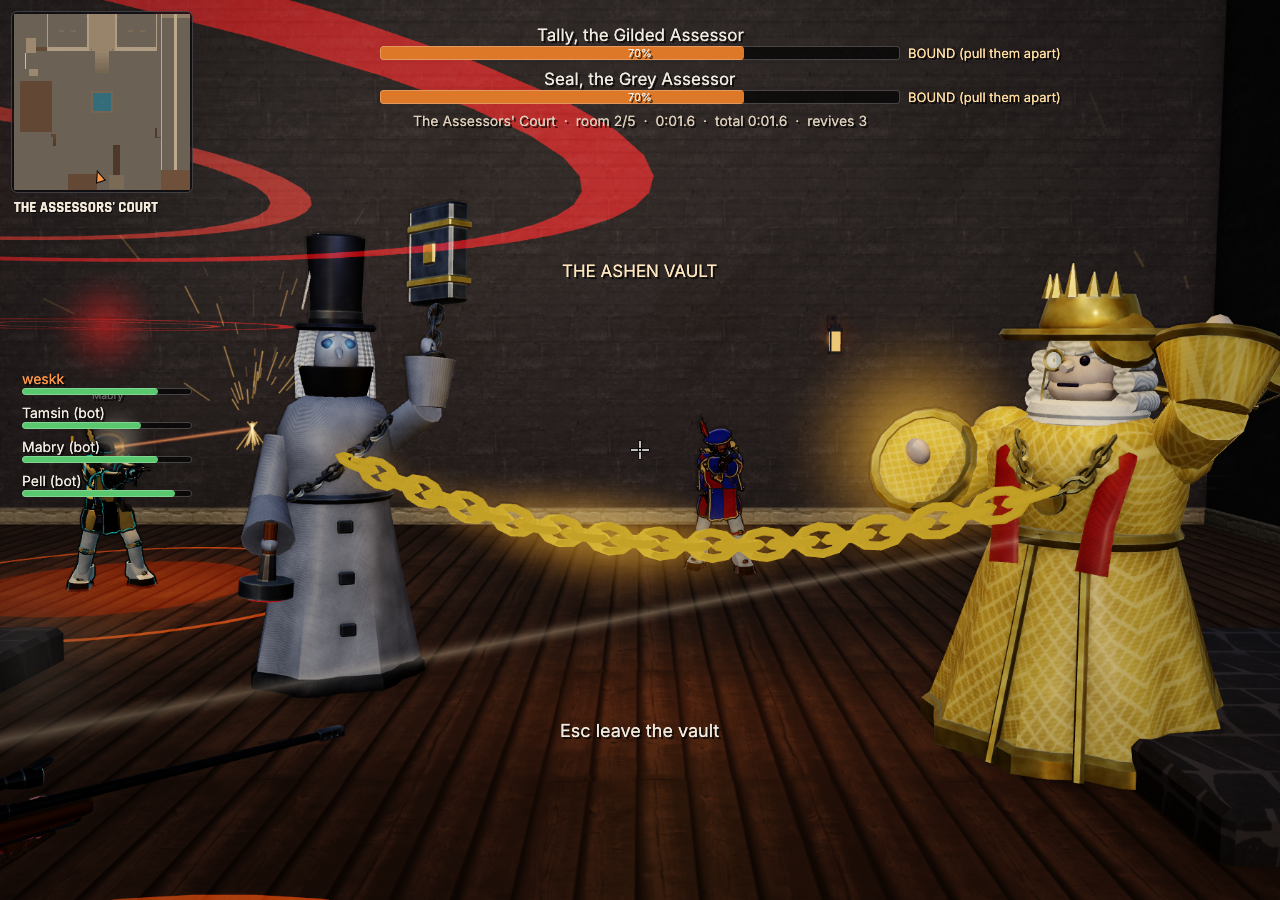 Tally, the Gilded Assessor
70%
BOUND (pull them apart)
Seal, the Grey Assessor
70%
BOUND (pull them apart)
The Assessors' Court · room 2/5 · 0:01.6 · total 0:01.6 · revives 3
THE ASSESSORS' COURT
THE ASHEN VAULT
weskk
Mabry
Tamsin (bot)
Mabry (bot)
Pell (bot)
Esc leave the vault